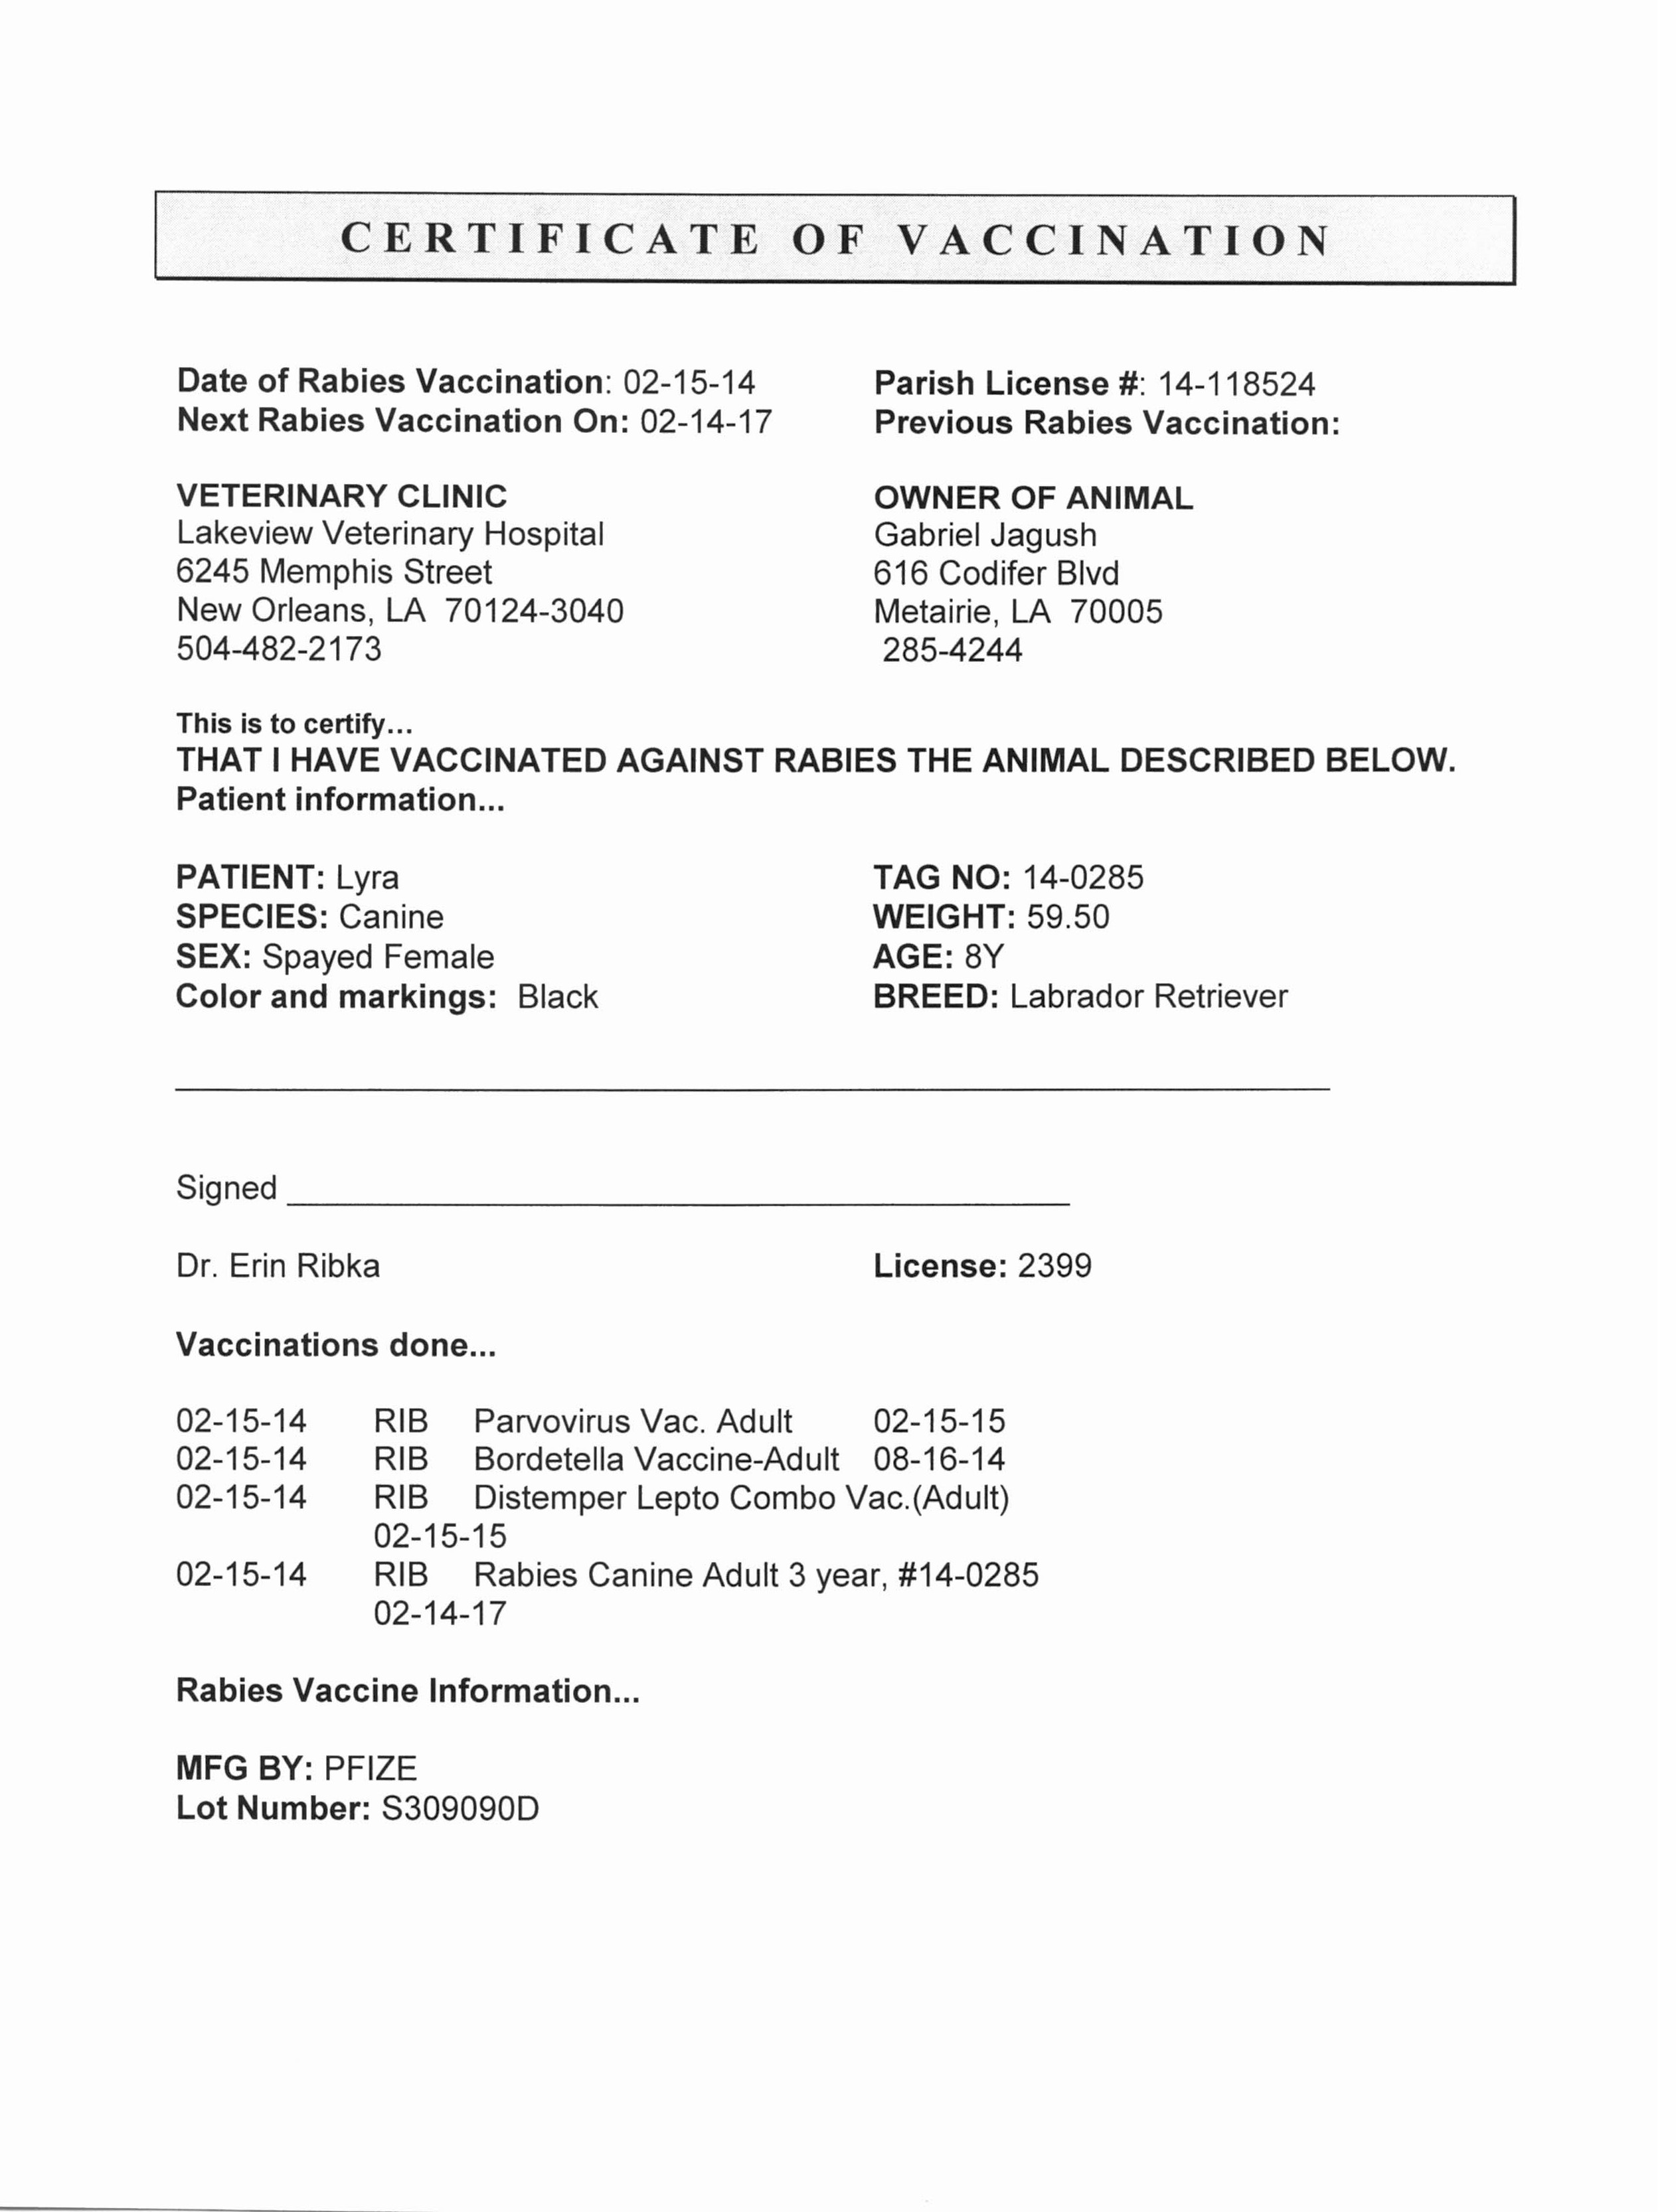 CERTIFICATE OF VACCINATION
Date of Rabies Vaccination: 02-15-14 Parish License #: 14-118524
Next Rabies Vaccination On: 02-14-17 Previous Rabies Vaccination:
VETERINARY CLINIC OWNER OF ANIMAL
Lakeview Veterinary Hospital Gabriel Jagush
6245 Memphis Street 616 Codifer Blvd
New Orleans, LA 70124-3040 Metairie, LA 70005
504-482-2173 285-4244
This is to certify...
THAT I HAVE VACCINATED AGAINST RABIES THE ANIMAL DESCRIBED BELOW.
Patient information...
PATIENT: Lyra TAG NO: 14-0285
SPECIES: Canine WEIGHT: 59.50
SEX: Spayed Female AGE: 8Y
Color and markings: Black BREED: Labrador Retriever
Signed
Dr. Erin Ribka License: 2399
Vaccinations done...
02-15-14 RIB Parvovirus Vac. Adult 02-15-15
02-15-14 RIB Bordetella Vaccine-Adult 08-16-14
02-15-14 RIB Distemper Lepto Combo Vac.(Adult)
02-15-15
02-15-14 RIB Rabies Canine Adult 3 year, #14-0285
02-14-17
Rabies Vaccine Information...
MFG BY: PFIZE
Lot Number: S309090D